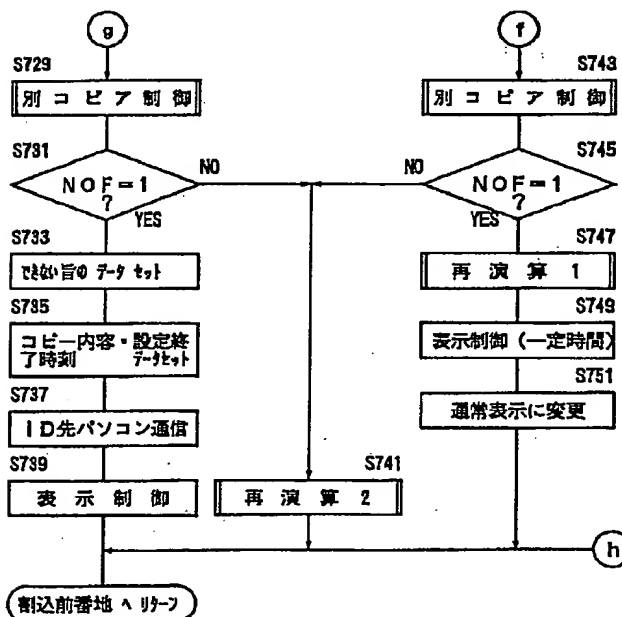 g
S729
別コピア制御
S731
NOF=1
?
NO
YES
S733
できない旨の データ セット
S735
コピー内容・設定終
了時刻 データセット
S737
ID先パソコン通信
S739
表示制御
割込前番地 へ リターン
S741
再演算2
f
S743
別コピア制御
S745
NOF=1
?
NO
YES
S747
再演算1
S749
表示制御(一定時間)
S751
通常表示に変更
h